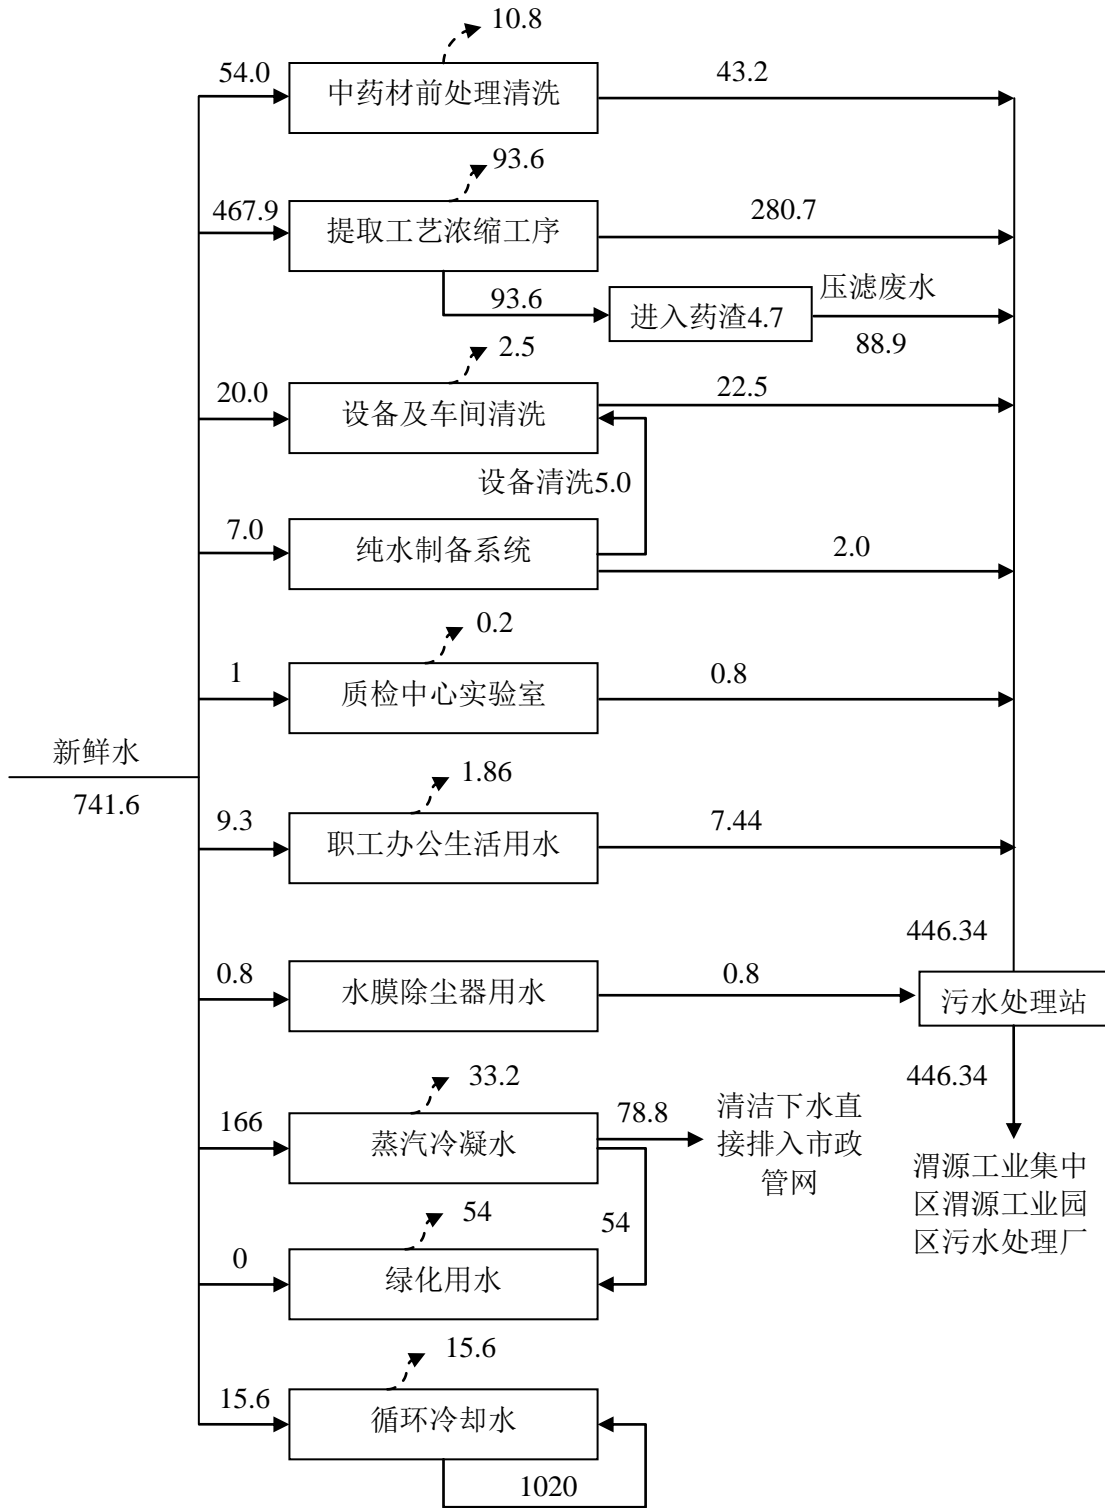 10.8
54.0
中药材前处理清洗
43.2
93.6
467.9
提取工艺浓缩工序
280.7
93.6
进入药渣4.7
压滤废水
88.9
2.5
20.0
设备及车间清洗
22.5
设备清洗5.0
7.0
纯水制备系统
2.0
0.2
1
质检中心实验室
0.8
新鲜水
741.6
1.86
9.3
职工办公生活用水
7.44
446.34
0.8
水膜除尘器用水
0.8
污水处理站
446.34
33.2
166
蒸汽冷凝水
78.8
清洁下水直
接排入市政
管网
渭源工业集中
区渭源工业园
区污水处理厂
54
54
0
绿化用水
15.6
15.6
循环冷却水
1020